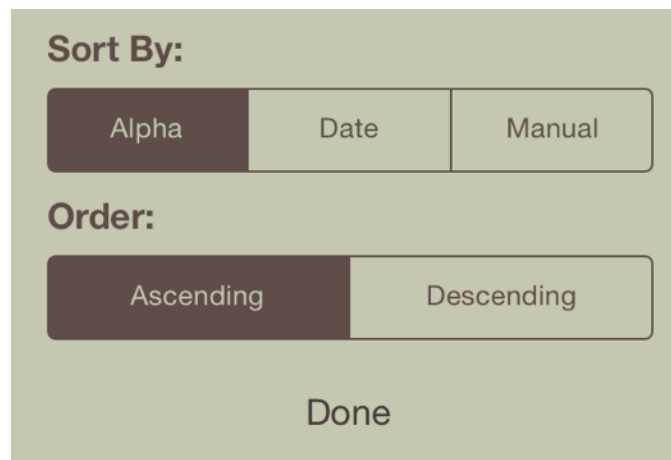 Sort By:
Alpha Date Manual
Order:
Ascending Descending
Done